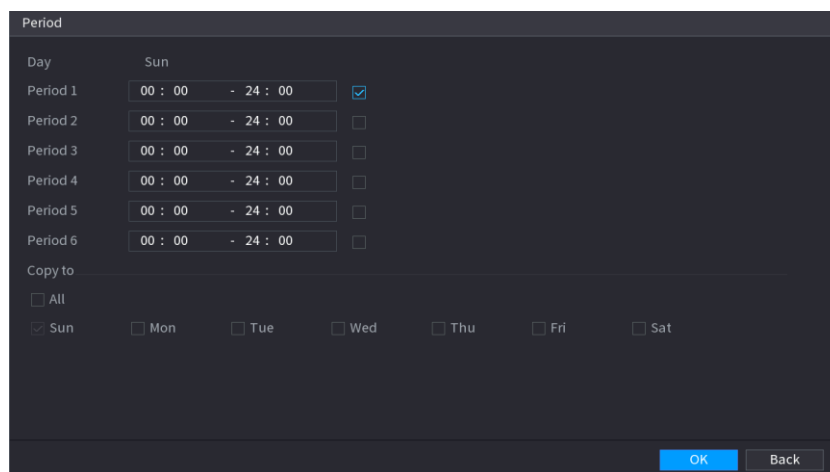 Period
Day Sun
Period 1 00 : 00 - 24 : 00
Period 2 00 : 00 - 24 : 00
Period 3 00 : 00 - 24 : 00
Period 4 00 : 00 - 24 : 00
Period 5 00 : 00 - 24 : 00
Period 6 00 : 00 - 24 : 00
Copy to
All
Sun Mon Tue Wed Thu Fri Sat
OK Back